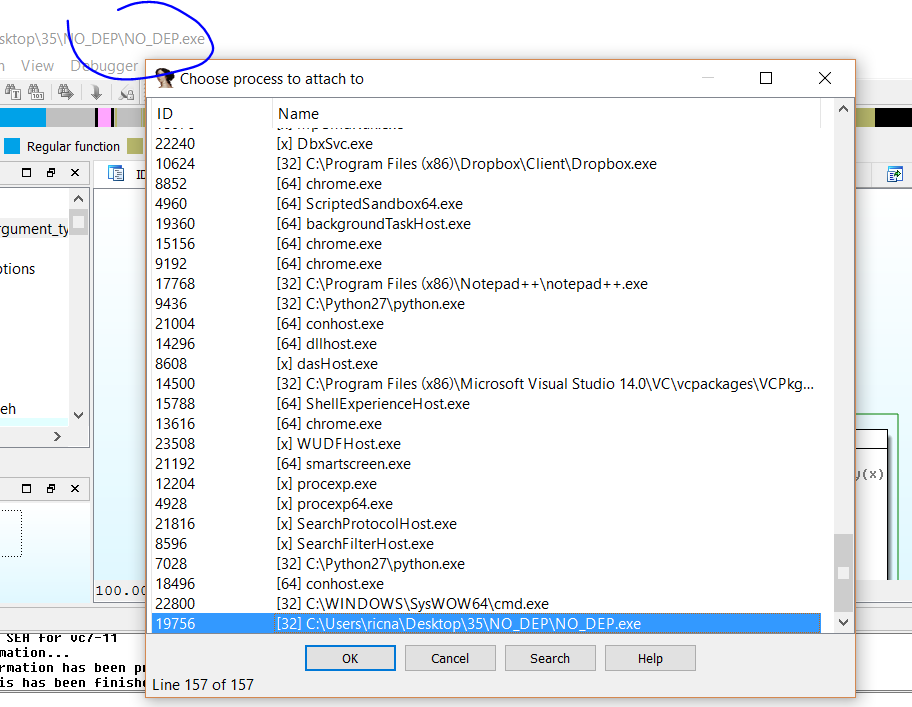 sktop\35\NO_DEP\NO_DEP.exe
View Debugger
Choose process to attach to
Regular function
ID Name
22240 [x] DbxSvc.exe
10624 [32] C:\Program Files (x86)\Dropbox\Client\Dropbox.exe
8852 [64] chrome.exe
4960 [64] ScriptedSandbox64.exe
19360 [64] backgroundTaskHost.exe
15156 [64] chrome.exe
9192 [64] chrome.exe
17768 [32] C:\Program Files (x86)\Notepad++\notepad++.exe
9436 [32] C:\Python27\python.exe
21004 [64] conhost.exe
14296 [64] dllhost.exe
8608 [x] dasHost.exe
14500 [32] C:\Program Files (x86)\Microsoft Visual Studio 14.0\VC\vcpackages\VCPkg...
15788 [64] ShellExperienceHost.exe
13616 [64] chrome.exe
23508 [x] WUDFHost.exe
21192 [64] smartscreen.exe
12204 [x] procexp.exe
4928 [x] procexp64.exe
21816 [x] SearchProtocolHost.exe
8596 [x] SearchFilterHost.exe
7028 [32] C:\Python27\python.exe
18496 [64] conhost.exe
22800 [32] C:\WINDOWS\SysWOW64\cmd.exe
19756 [32] C:\Users\ricna\Desktop\35\NO_DEP\NO_DEP.exe
OK Cancel Search Help
Line 157 of 157
rgument_ty
ptions
eh
y(x)
100.00
SEH for vc7-11
mation...
rmation has been p
is has been finishe